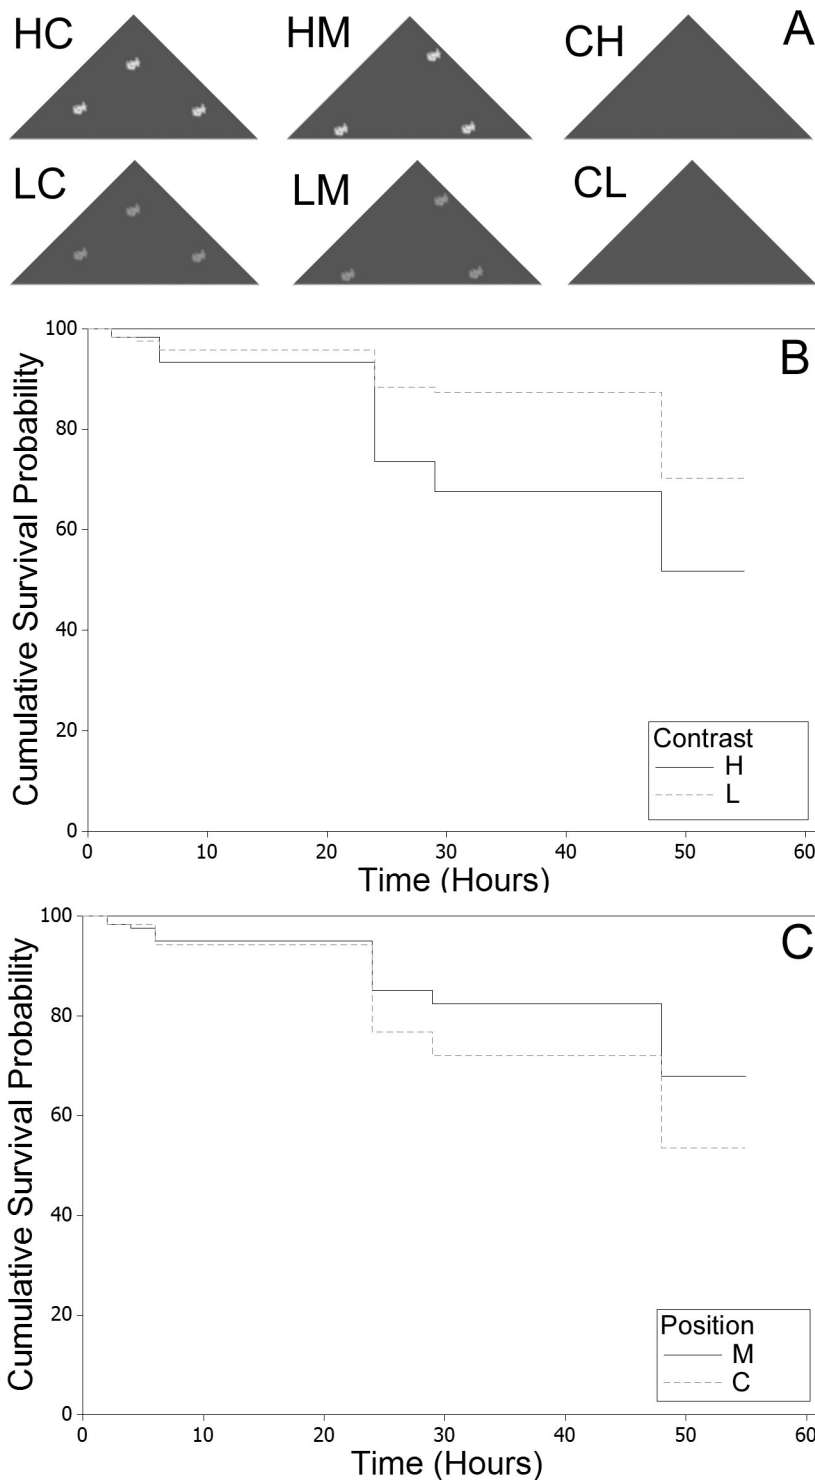 HC HM CH A
LC LM CL
B
Cumulative Survival Probability
100
80
60
40
20
0
0 10 20 30 40 50 60
Time (Hours)
Contrast
H
L
C
Cumulative Survival Probability
100
80
60
40
20
0
0 10 20 30 40 50 60
Time (Hours)
Position
M
C